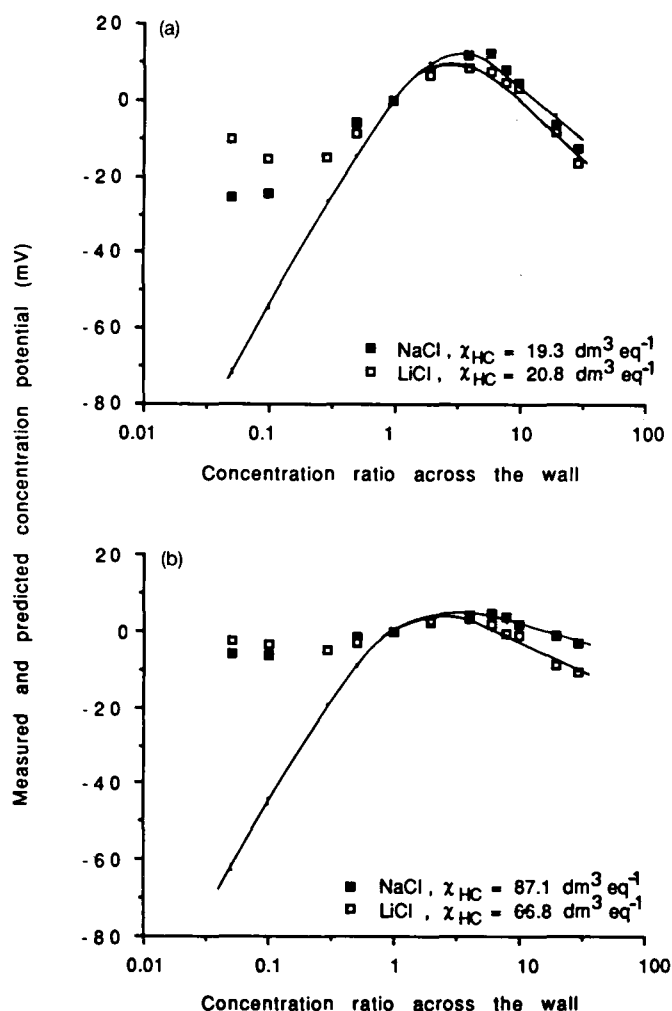 (a)
20
0
-20
-40
-60
-80
NaCl , χHC = 19.3 dm3 eq-1
LiCl , χHC = 20.8 dm3 eq-1
0.01 0.1 1 10 100
Concentration ratio across the wall
Measured and predicted concentration potential (mV)
(b)
20
0
-20
-40
-60
-80
NaCl , χHC = 87.1 dm3 eq-1
LiCl , χHC = 66.8 dm3 eq-1
0.01 0.1 1 10 100
Concentration ratio across the wall